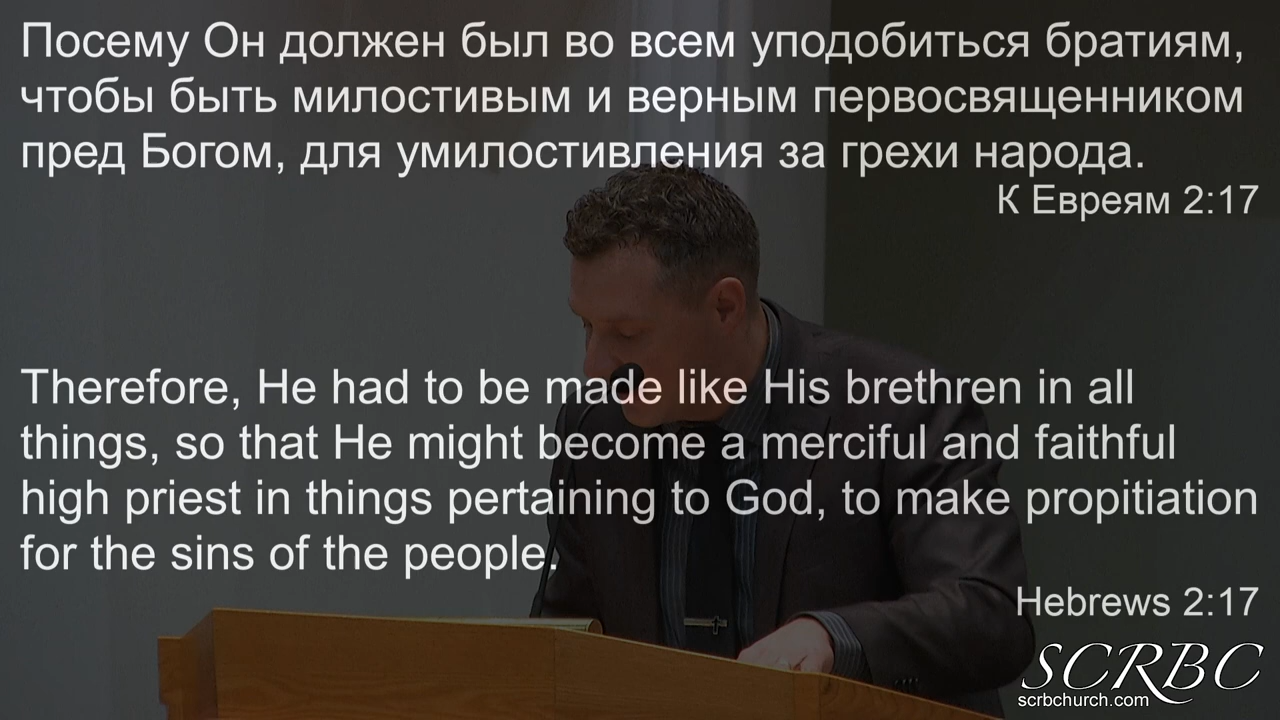 Посему Он должен был во всем уподобиться братиям,
чтобы быть милостивым и верным первосвященником
пред Богом, для умилостивления за грехи народа.
К Евреям 2:17
Therefore, He had to be made like His brethren in all
things, so that He might become a merciful and faithful
high priest in things pertaining to God, to make propitiation
for the sins of the people.
Hebrews 2:17
SCRBC
scrbchurch.com